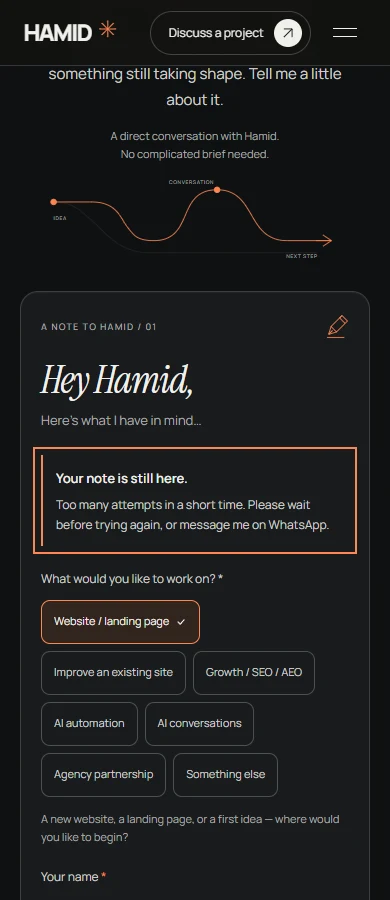 HAMID
Discuss a project
something still taking shape. Tell me a little
about it.
A direct conversation with Hamid.
No complicated brief needed.
CONVERSATION
IDEA
NEXT STEP
A NOTE TO HAMID / 01
Hey Hamid,
Here's what I have in mind...
Your note is still here.
Too many attempts in a short time. Please wait
before trying again, or message me on WhatsApp.
What would you like to work on? *
Website / landing page
Improve an existing site
Growth / SEO / AEO
AI automation
AI conversations
Agency partnership
Something else
A new website, a landing page, or a first idea — where would
you like to begin?
Your name *